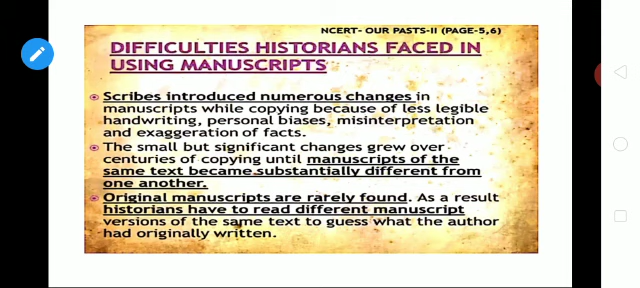 NCERT- OUR PASTS-II (PAGE-5,6)
DIFFICULTIES HISTORIANS FACED IN
USING MANUSCRIPTS
Scribes introduced numerous changes in
manuscripts while copying because of less legible
handwriting, personal biases, misinterpretation
and exaggeration of facts.
The small but significant changes grew over
centuries of copying until manuscripts of the
same text became substantially different from
one another.
Original manuscripts are rarely found. As a result
historians have to read different manuscript
versions of the same text to guess what the author
had originally written.